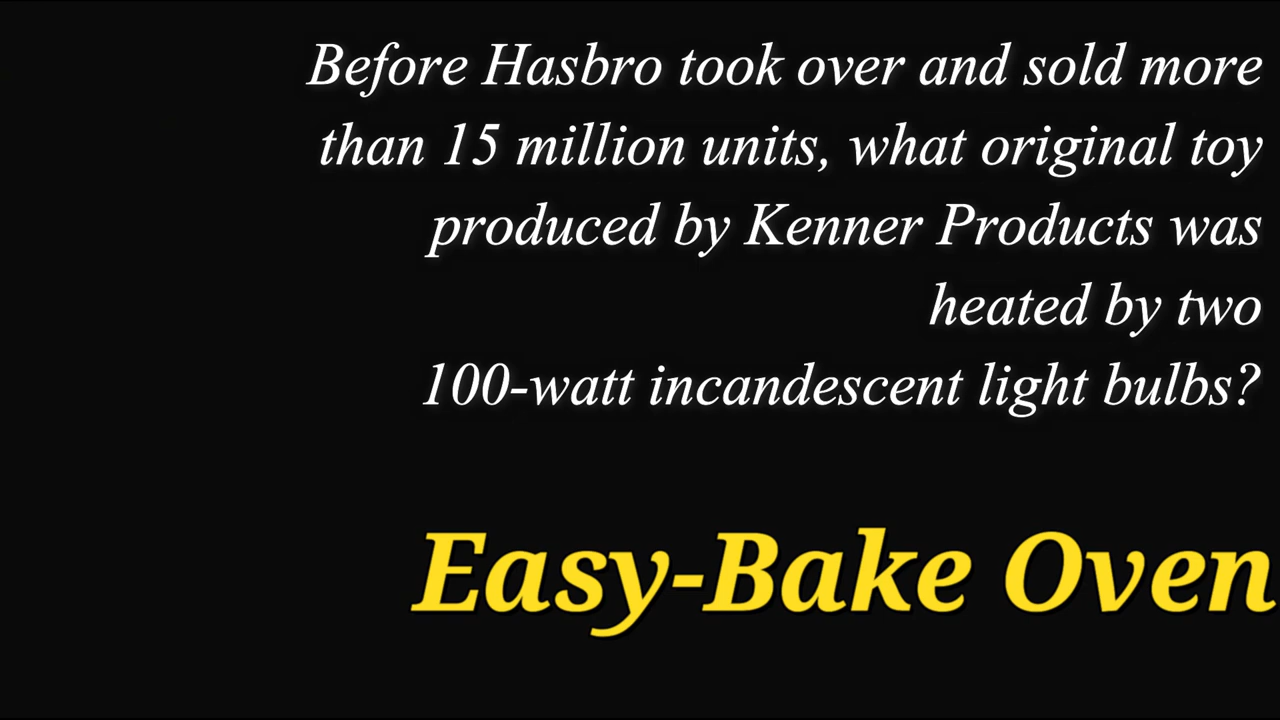 Before Hasbro took over and sold more
than 15 million units, what original toy
produced by Kenner Products was
heated by two
100-watt incandescent light bulbs?
Easy-Bake Oven